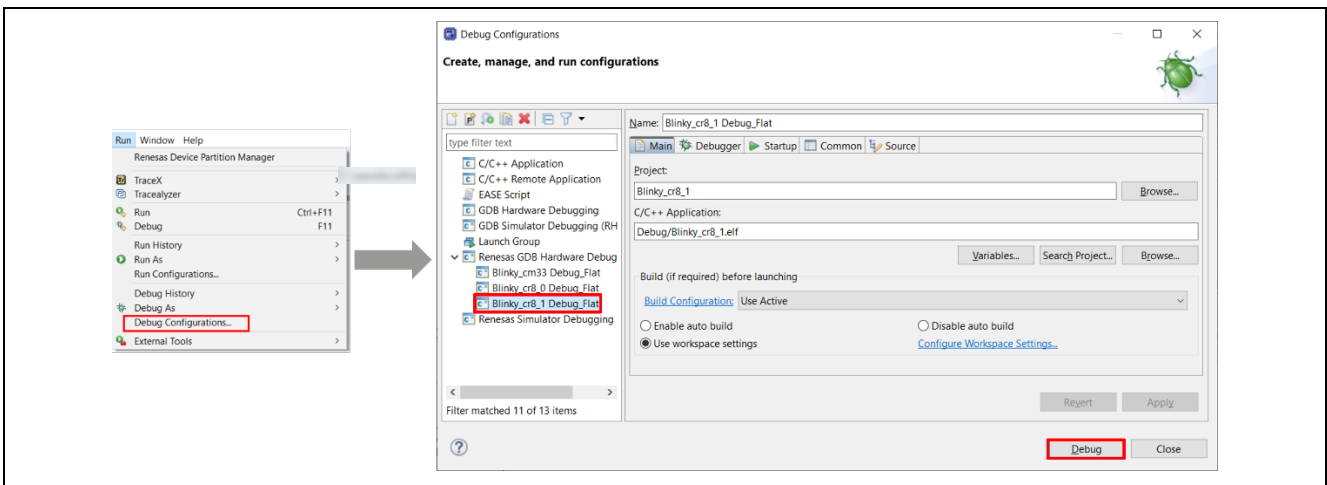 Run Window Help
Renesas Device Partition Manager
TraceX
Tracealyzer
Run Ctrl+F11
Debug F11
Run History
Run As
Run Configurations...
Debug History
Debug As
Debug Configurations...
External Tools
Debug Configurations
Create, manage, and run configurations
type filter text
C/C++ Application
C/C++ Remote Application
EASE Script
GDB Hardware Debugging
GDB Simulator Debugging (RH
Launch Group
Renesas GDB Hardware Debug
Blinky_cm33 Debug_Flat
Blinky_cr8_0 Debug_Flat
Blinky_cr8_1 Debug_Flat
Renesas Simulator Debugging
Filter matched 11 of 13 items
Name: Blinky_cr8_1 Debug_Flat
Main Debugger Startup Common Source
Project:
Blinky_cr8_1 Browse...
C/C++ Application:
Debug/Blinky_cr8_1.elf
Variables... Search Project... Browse...
Build (if required) before launching
Build Configuration: Use Active
Enable auto build Disable auto build
Use workspace settings Configure Workspace Settings...
Revert Apply
Debug Close